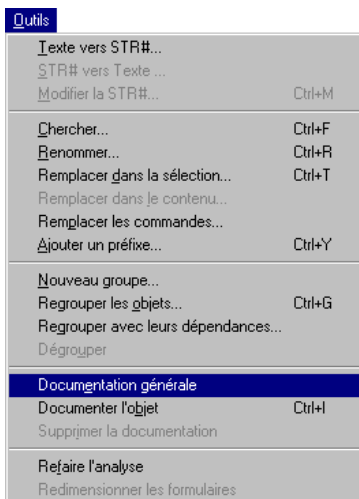 Outils
Texte vers STR#...
STR# vers Texte ...
Modifier la STR#... Ctrl+M
Chercher... Ctrl+F
Renommer... Ctrl+R
Remplacer dans la sélection... Ctrl+T
Remplacer dans le contenu...
Remplacer les commandes...
Ajouter un préfixe... Ctrl+Y
Nouveau groupe...
Regrouper les objets... Ctrl+G
Regrouper avec leurs dépendances...
Dégrouper
Documentation générale
Documenter l'objet Ctrl+I
Supprimer la documentation
Refaire l'analyse
Redimensionner les formulaires